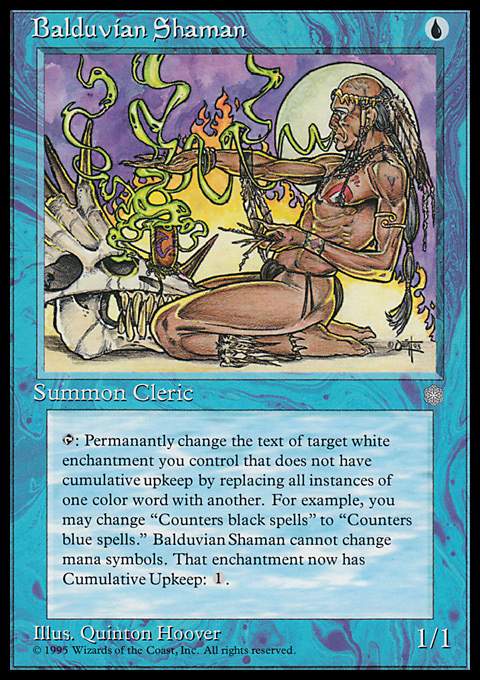 Balduvian Shaman
Summon Cleric
: Permanantly change the text of target white
enchantment you control that does not have
cumulative upkeep by replacing all instances of
one color word with another. For example, you
may change “Counters black spells” to “Counters
blue spells.” Balduvian Shaman cannot change
mana symbols. That enchantment now has
Cumulative Upkeep: 1.
Illus. Quinton Hoover
1/1
© 1995 Wizards of the Coast, Inc. All rights reserved.